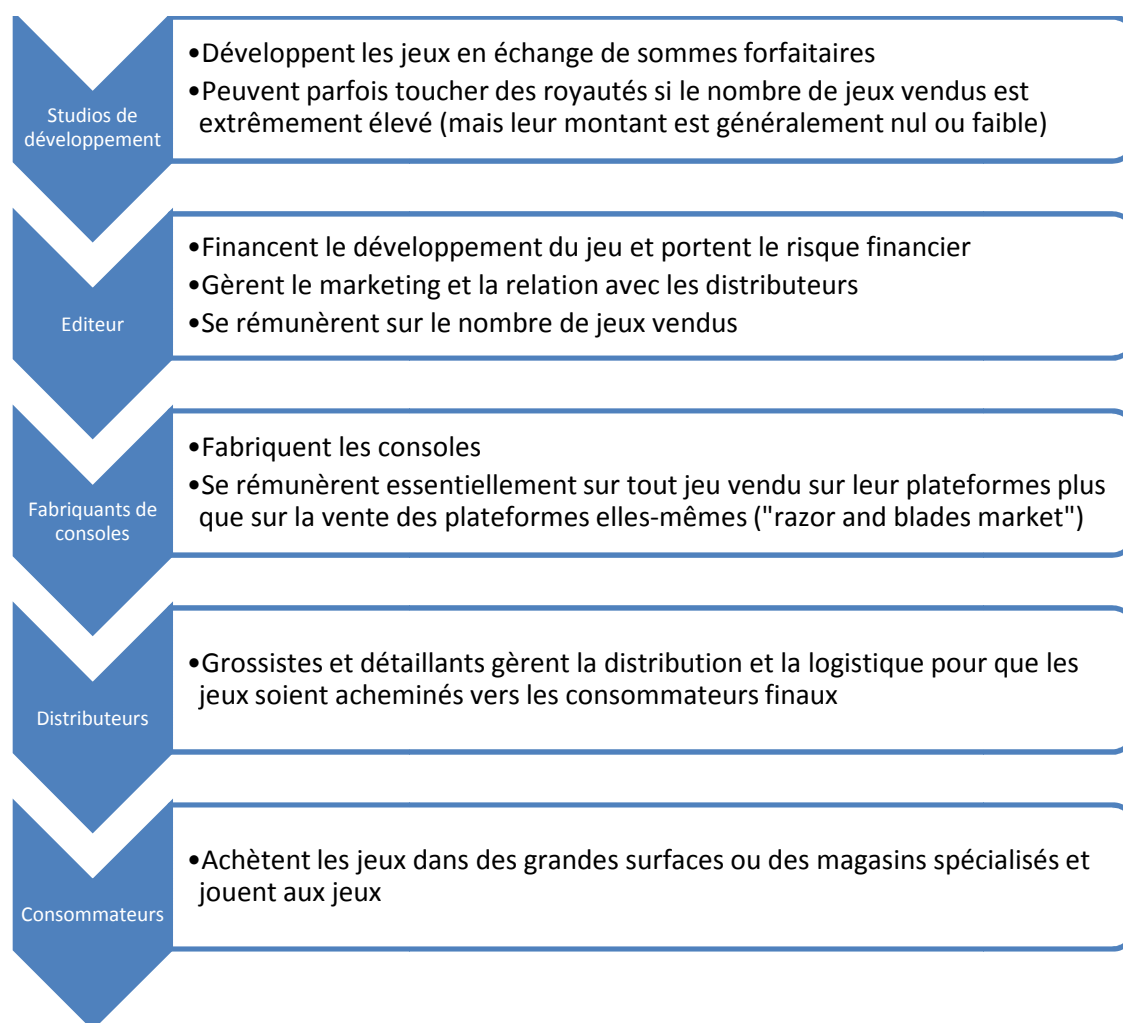 Studios de
développement
•Développent les jeux en échange de sommes forfaitaires
•Peuvent parfois toucher des royautés si le nombre de jeux vendus est
extrêmement élevé (mais leur montant est généralement nul ou faible)
Editeur
•Financent le développement du jeu et portent le risque financier
•Gèrent le marketing et la relation avec les distributeurs
•Se rémunèrent sur le nombre de jeux vendus
Fabriquants de
consoles
•Fabriquent les consoles
•Se rémunèrent essentiellement sur tout jeu vendu sur leur plateformes plus
que sur la vente des plateformes elles-mêmes ("razor and blades market")
Distributeurs
•Grossistes et détaillants gèrent la distribution et la logistique pour que les
jeux soient acheminés vers les consommateurs finaux
Consommateurs
•Achètent les jeux dans des grandes surfaces ou des magasins spécialisés et
jouent aux jeux